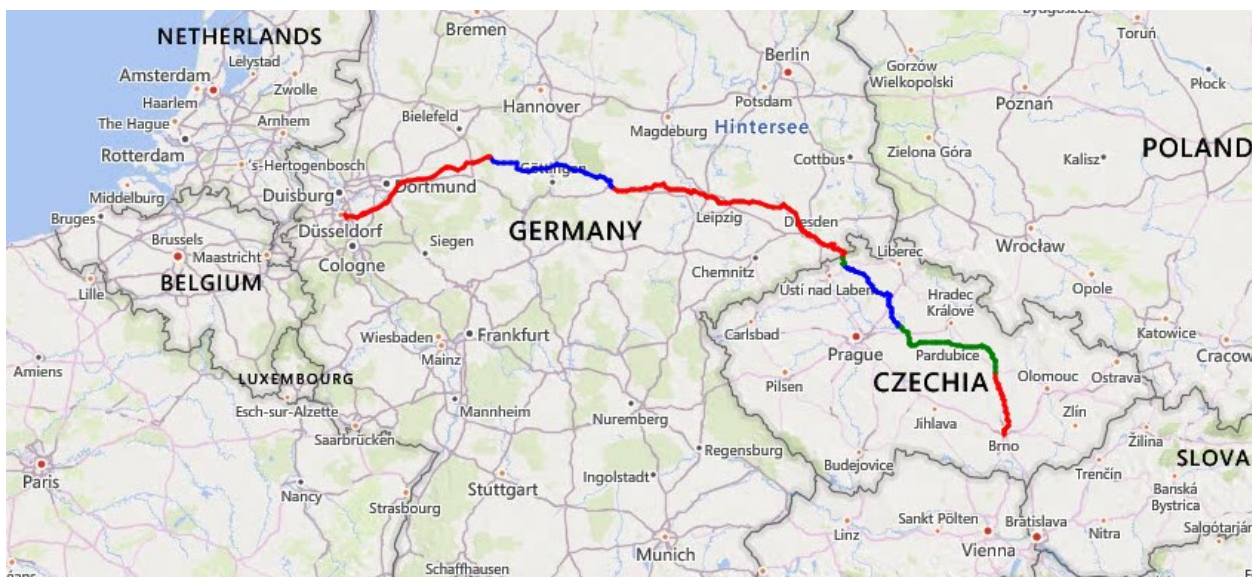 Bremen
Toruń
NETHERLANDS
Lelystad
Berlin
Gorzów
Wielkopolski
Amsterdam
Zwolle
Hannover
Potsdam
Poznań
Płock
Haarlem
Bielefeld
Magdeburg
Hintersee
The Hague
Arnhem
Rotterdam
's-Hertogenbosch
Göttingen
Cottbus
Zielona Góra
Kalisz
POLAND
Middelburg
Duisburg
Dortmund
Bruges
Leipzig
Dresden
Düsseldorf
GERMANY
Brussels
Maastricht
Siegen
Wrocław
Cologne
Chemnitz
Liberec
Lille
BELGIUM
Ustí nad Labem
Opole
Hradec
Králové
Carlsbad
Katowice
Wiesbaden
Frankfurt
Prague
Pardubice
Cracow
Mainz
Amiens
LUXEMBOURG
Pilsen
CZECHIA
Olomouc
Ostrava
Esch-sur-Alzette
Mannheim
Nuremberg
Jihlava
Zlín
Saarbrücken
Brno
Žilina
Regensburg
Budejovice
SLOVA
Paris
Ingolstadt
Trenčín
Nancy
Stuttgart
Banská
Bystrica
Strasbourg
Linz
Sankt Pölten
Bratislava
Nitra
Salgótarján
Munich
Vienna
Schaffhausen